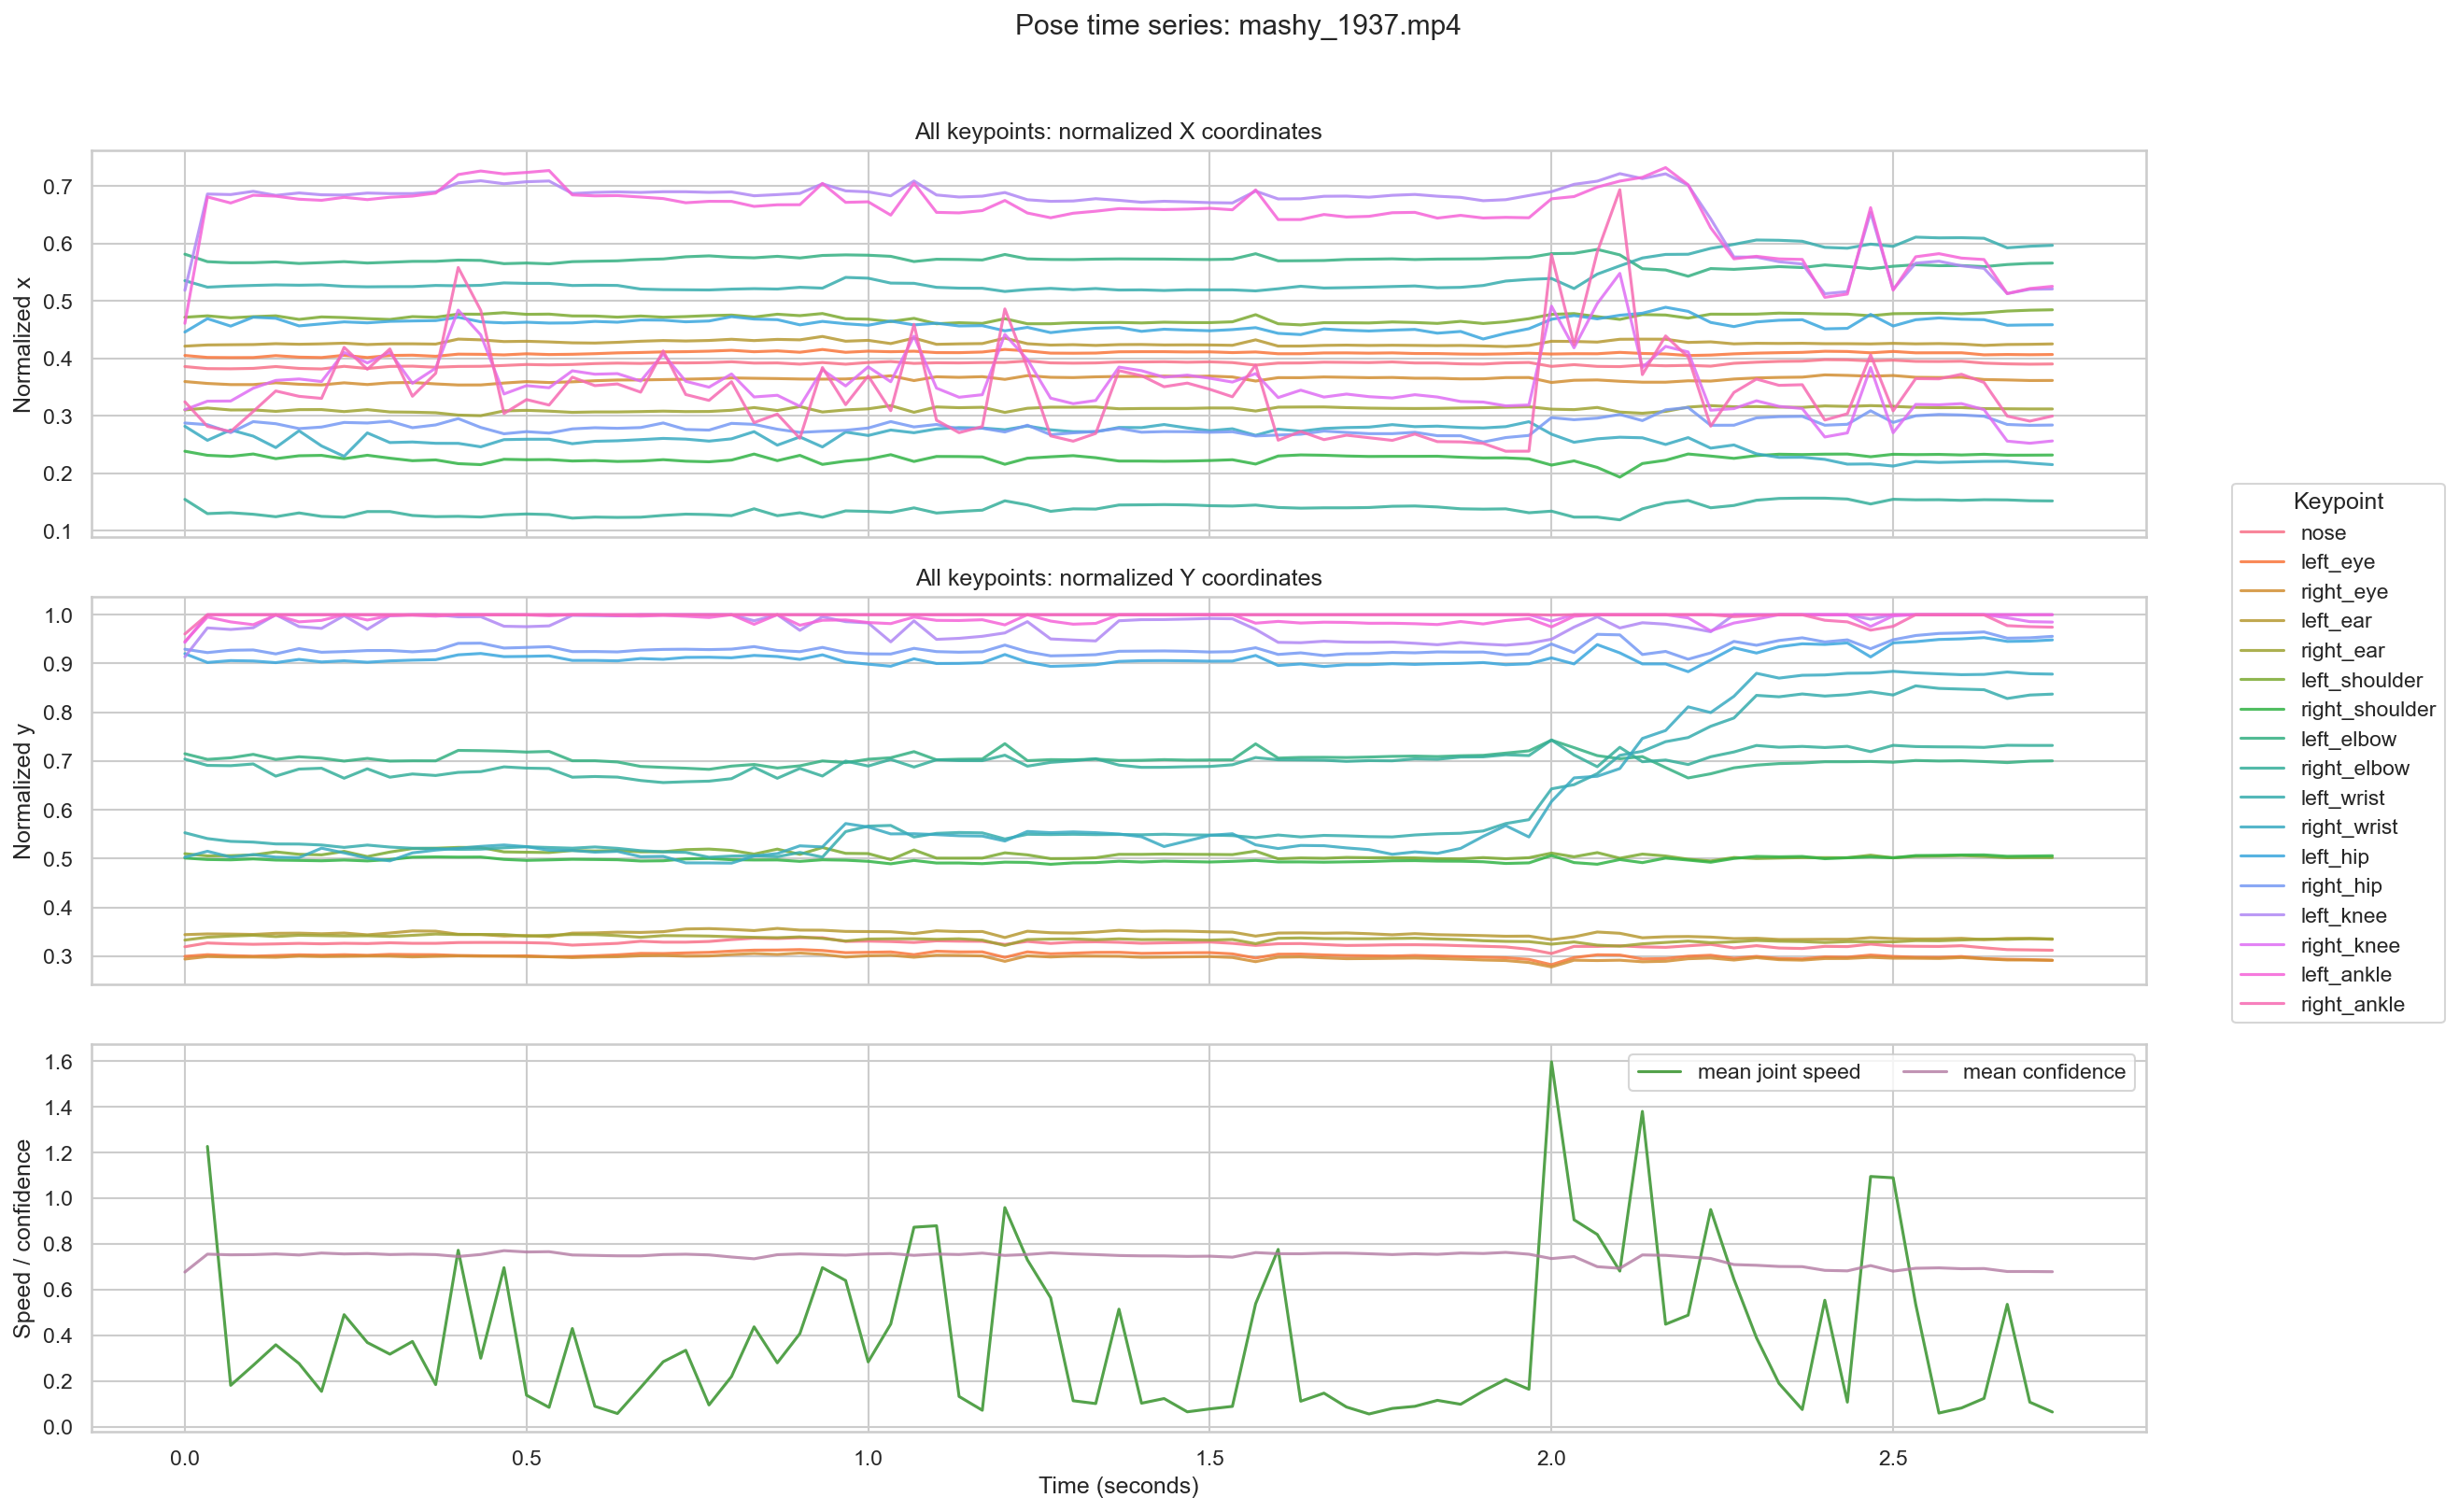 Pose time series: mashy_1937.mp4
All keypoints: normalized X coordinates
Normalized x
0.7
0.6
0.5
0.4
0.3
0.2
0.1
All keypoints: normalized Y coordinates
Normalized y
1.0
0.9
0.8
0.7
0.6
0.5
0.4
0.3
Keypoint
nose
left_eye
right_eye
left_ear
right_ear
left_shoulder
right_shoulder
left_elbow
right_elbow
left_wrist
right_wrist
left_hip
right_hip
left_knee
right_knee
left_ankle
right_ankle
mean joint speed mean confidence
Speed / confidence
1.6
1.4
1.2
1.0
0.8
0.6
0.4
0.2
0.0
0.0 0.5 1.0 1.5 2.0 2.5
Time (seconds)